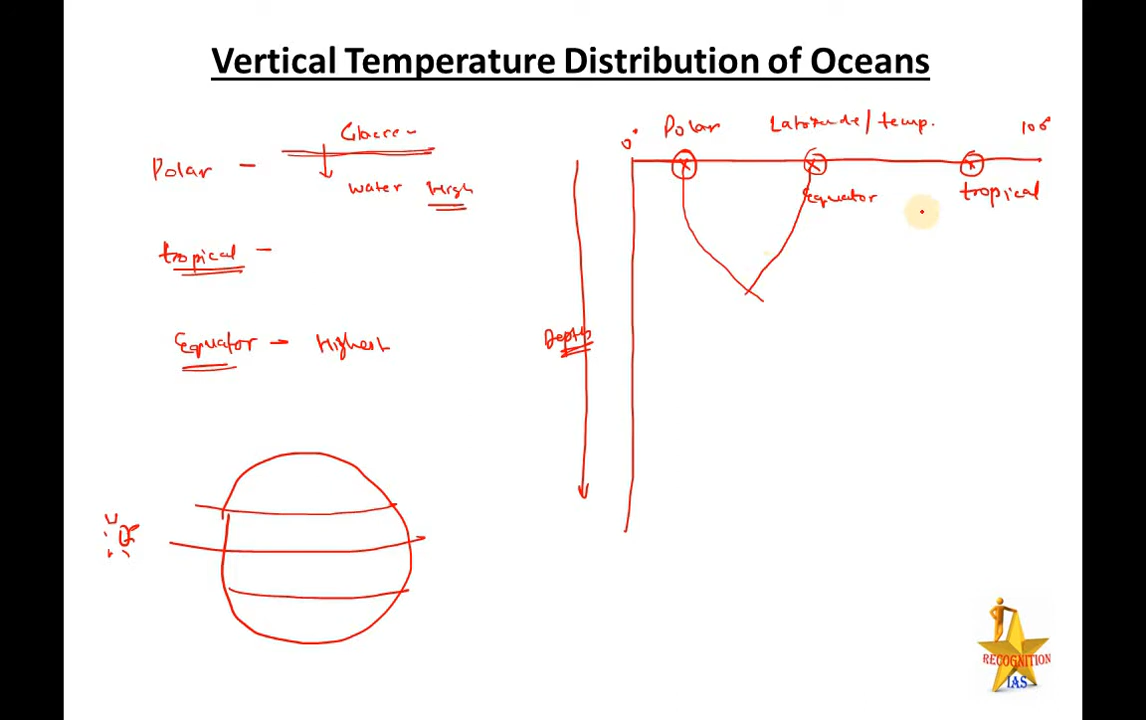 Vertical Temperature Distribution of Oceans
Polar -
water High
tropical -
Equator - Highest
0°
Polar
Latitude/temp.
100°
Equator
tropical
Depth
RECOGNITION
IAS